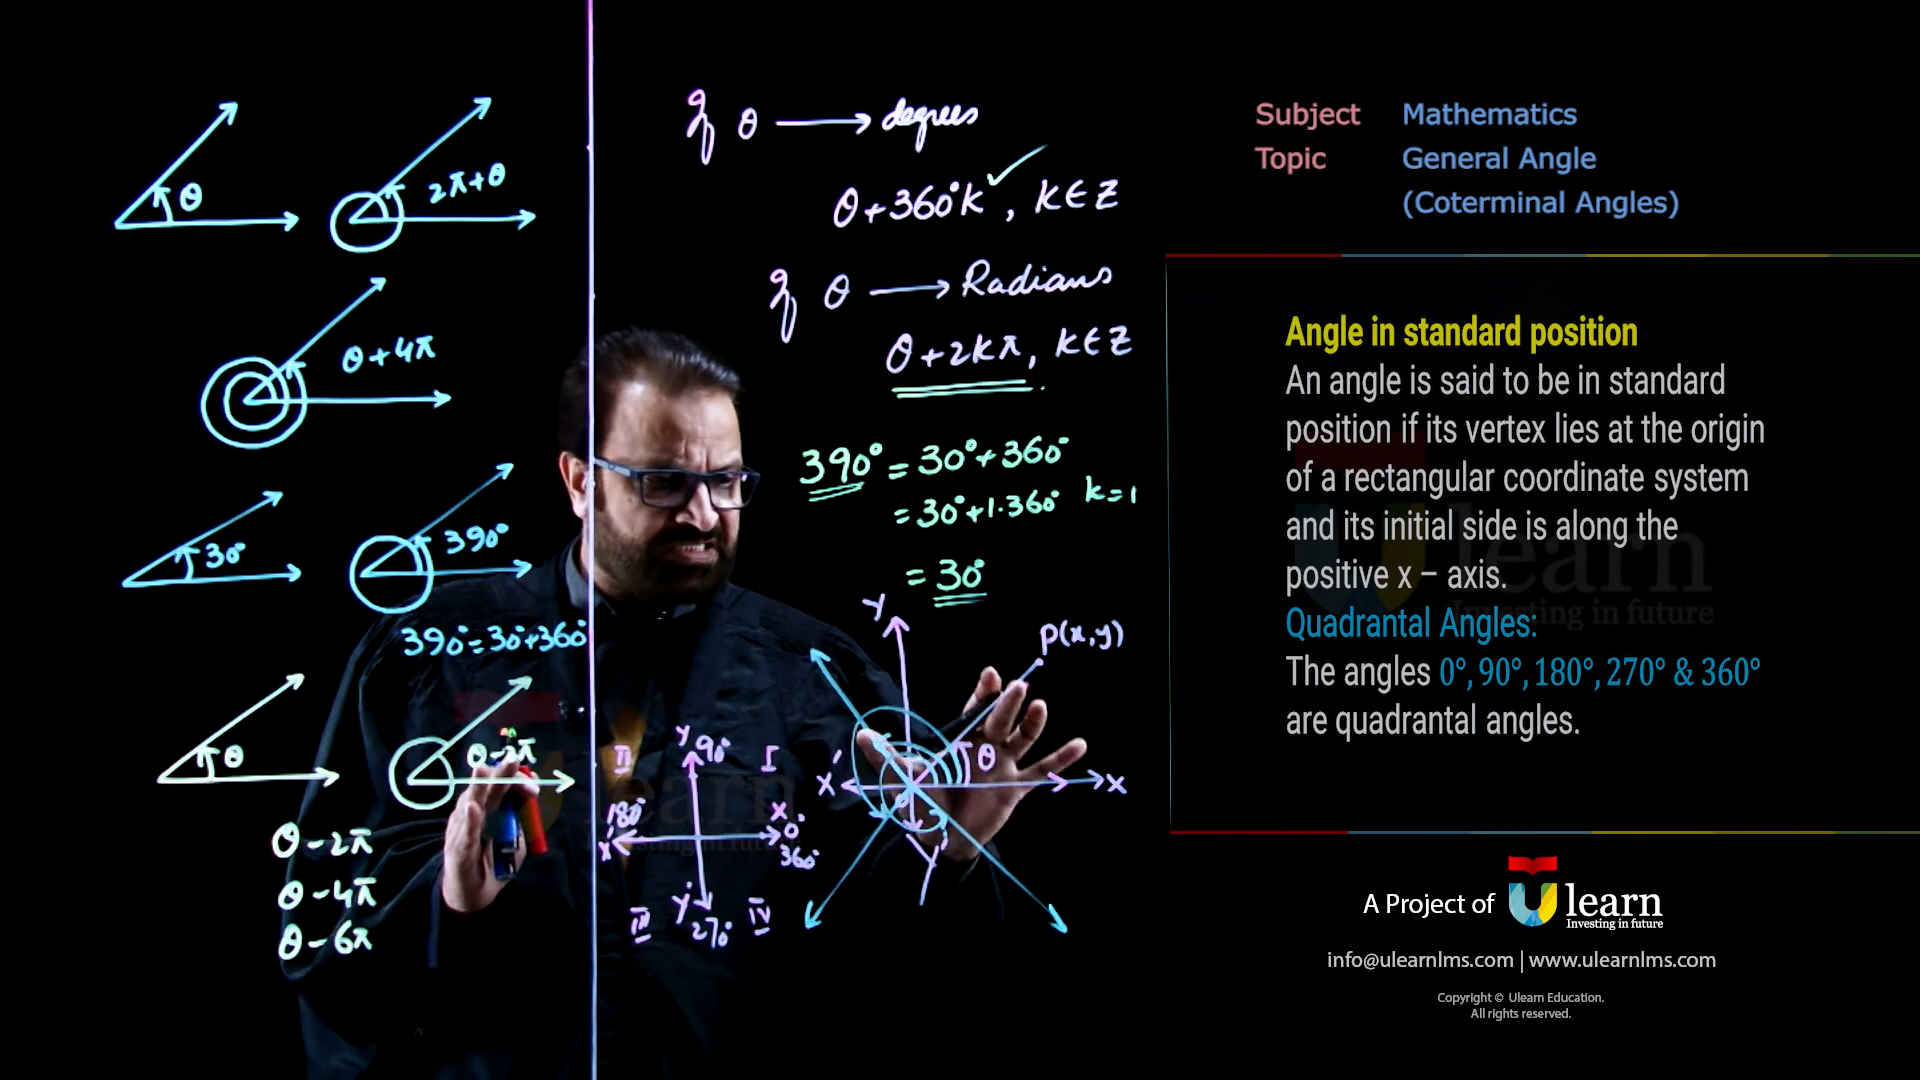 θ
2π+θ
θ+4π
30°
390°
390°=30°+360°
θ
θ-2π
θ-2π
θ-4π
θ-6π
If θ → degrees
θ+360°k ✓, k∈Z
If θ → Radians
θ+2kπ, k∈Z
390° = 30°+360°
= 30°+1·360° k=1
= 30°
Y
P(x,y)
θ
X'
X
Y'
Y 90°
II
I
180°
X
0°
X'
360°
Y'
III
270°
IV
Subject Mathematics
Topic General Angle
(Coterminal Angles)
Angle in standard position
An angle is said to be in standard
position if its vertex lies at the origin
of a rectangular coordinate system
and its initial side is along the
positive x – axis.
Quadrantal Angles:
The angles 0°, 90°, 180°, 270° & 360°
are quadrantal angles.
learn
Investing in future
A Project of Ulearn
Investing in future
info@ulearnlms.com | www.ulearnlms.com
Copyright © Ulearn Education.
All rights reserved.